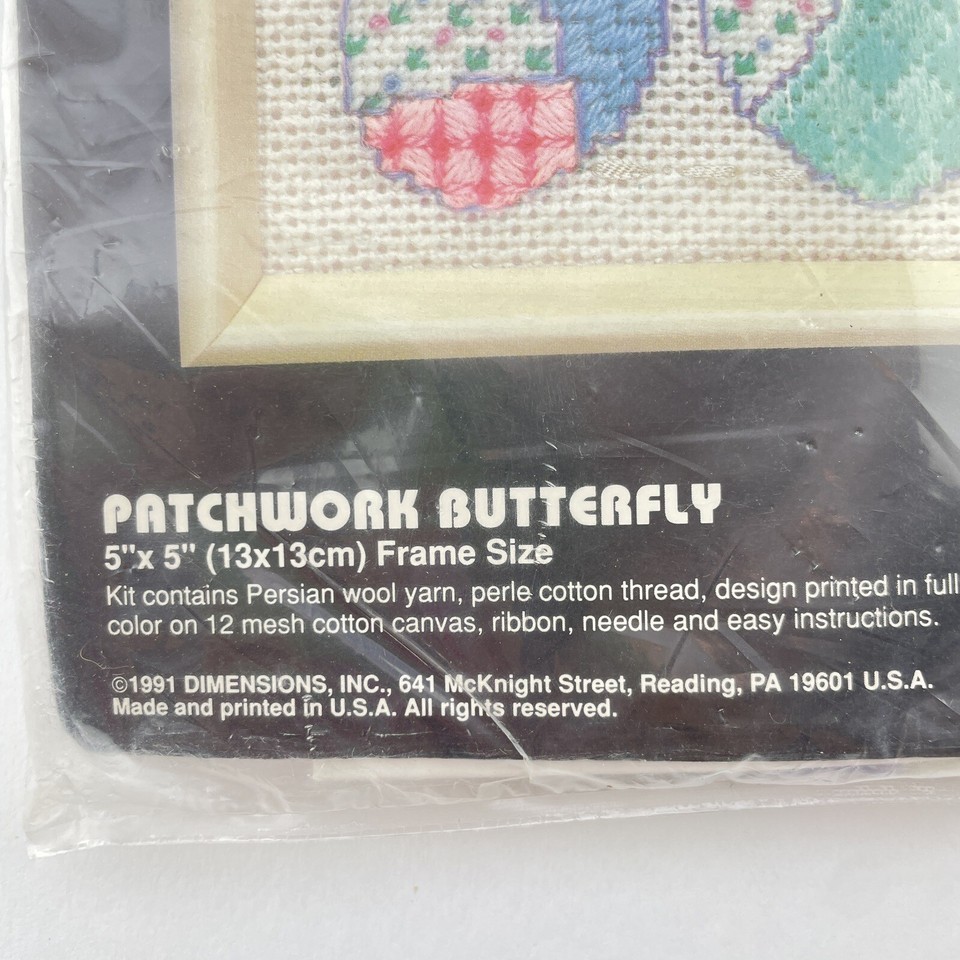 PATCHWORK BUTTERFLY
5"x 5" (13x13cm) Frame Size
Kit contains Persian wool yarn, perle cotton thread, design printed in full
color on 12 mesh cotton canvas, ribbon, needle and easy instructions.
©1991 DIMENSIONS, INC., 641 McKnight Street, Reading, PA 19601 U.S.A.
Made and printed in U.S.A. All rights reserved.